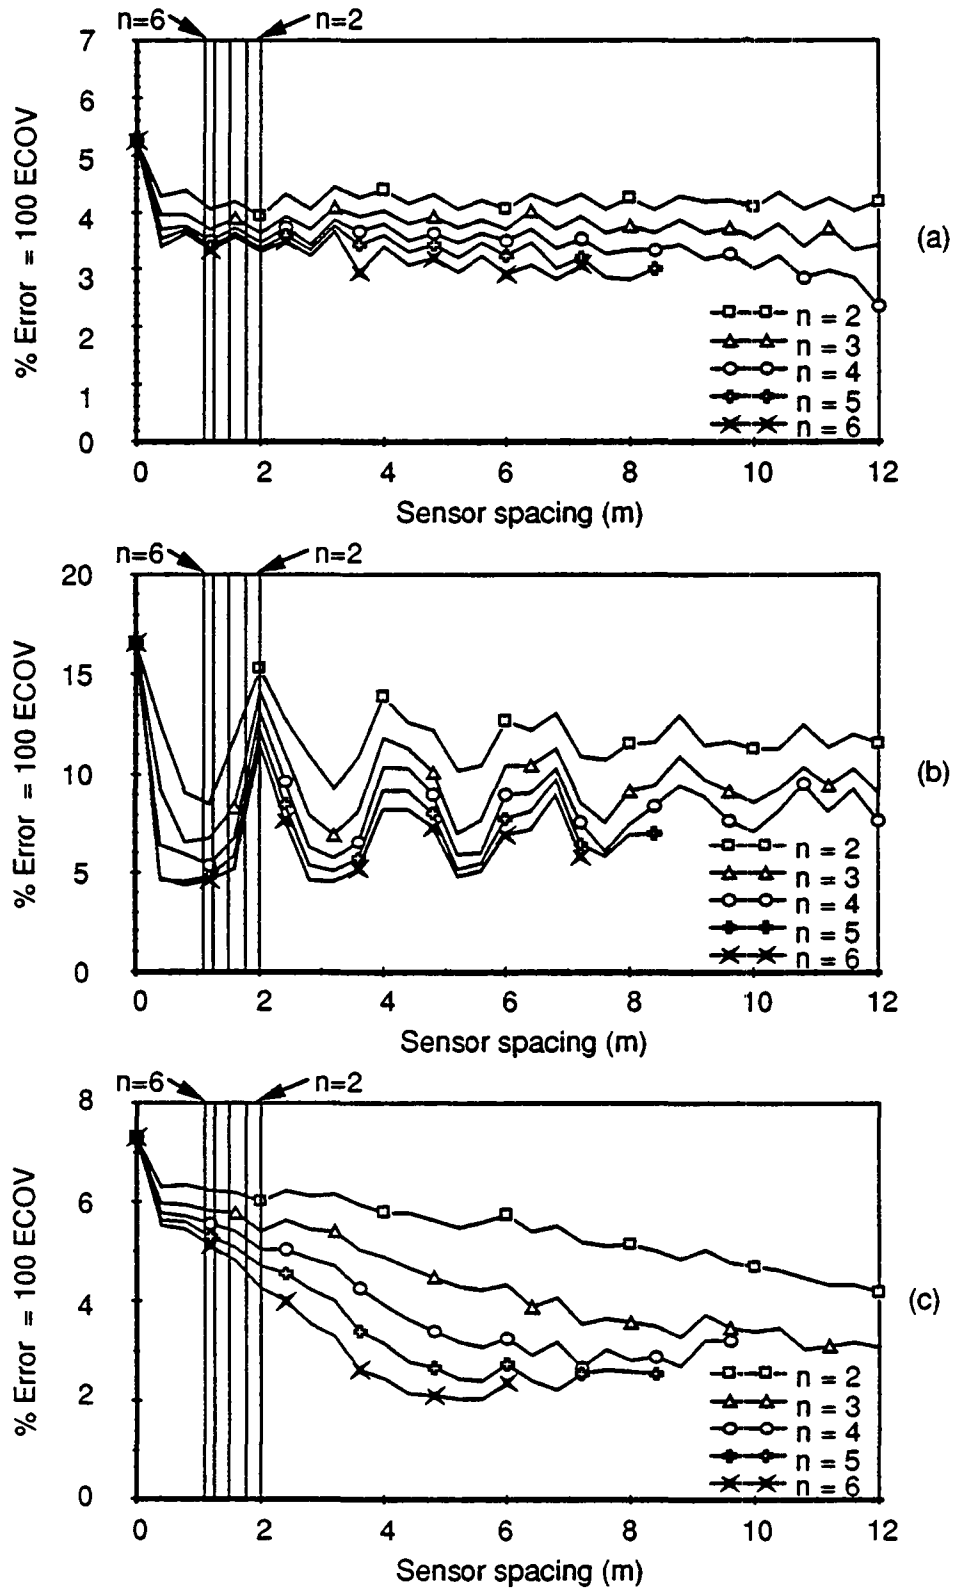 n=6 n=2
7
6
5
4
3
2
1
0
% Error = 100 ECOV
n = 2
n = 3
n = 4
n = 5
n = 6
(a)
0 2 4 6 8 10 12
Sensor spacing (m)
n=6 n=2
20
15
10
5
0
% Error = 100 ECOV
n = 2
n = 3
n = 4
n = 5
n = 6
(b)
0 2 4 6 8 10 12
Sensor spacing (m)
n=6 n=2
8
6
4
2
0
% Error = 100 ECOV
n = 2
n = 3
n = 4
n = 5
n = 6
(c)
0 2 4 6 8 10 12
Sensor spacing (m)